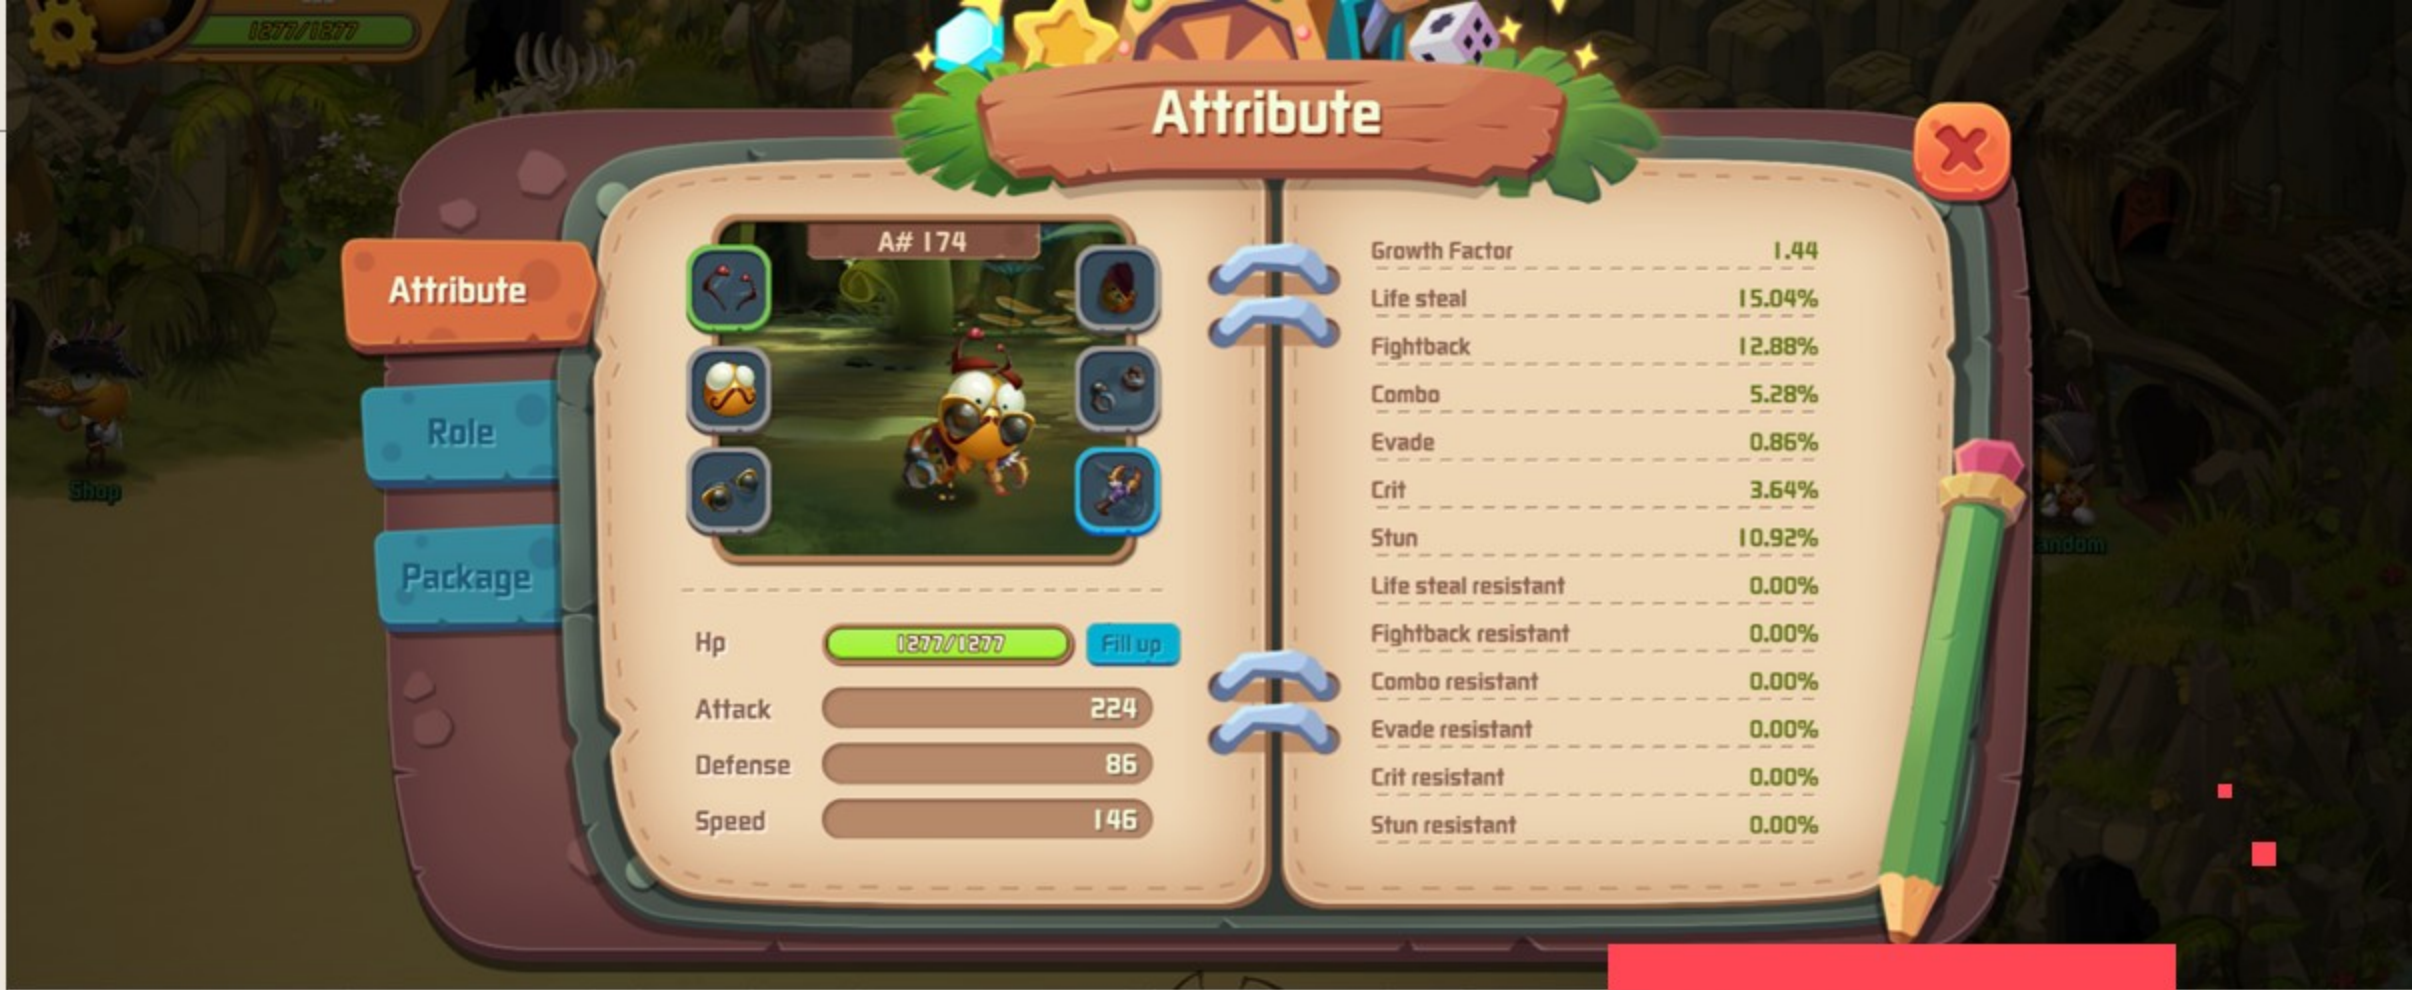 1277/1277
Attribute
A# 174
Attribute
Role
Package
Shop
Hp 1277/1277 Fill up
Attack 224
Defense 86
Speed 146
Growth Factor 1.44
Life steal 15.04%
Fightback 12.88%
Combo 5.28%
Evade 0.86%
Crit 3.64%
Stun 10.92%
Life steal resistant 0.00%
Fightback resistant 0.00%
Combo resistant 0.00%
Evade resistant 0.00%
Crit resistant 0.00%
Stun resistant 0.00%
andom